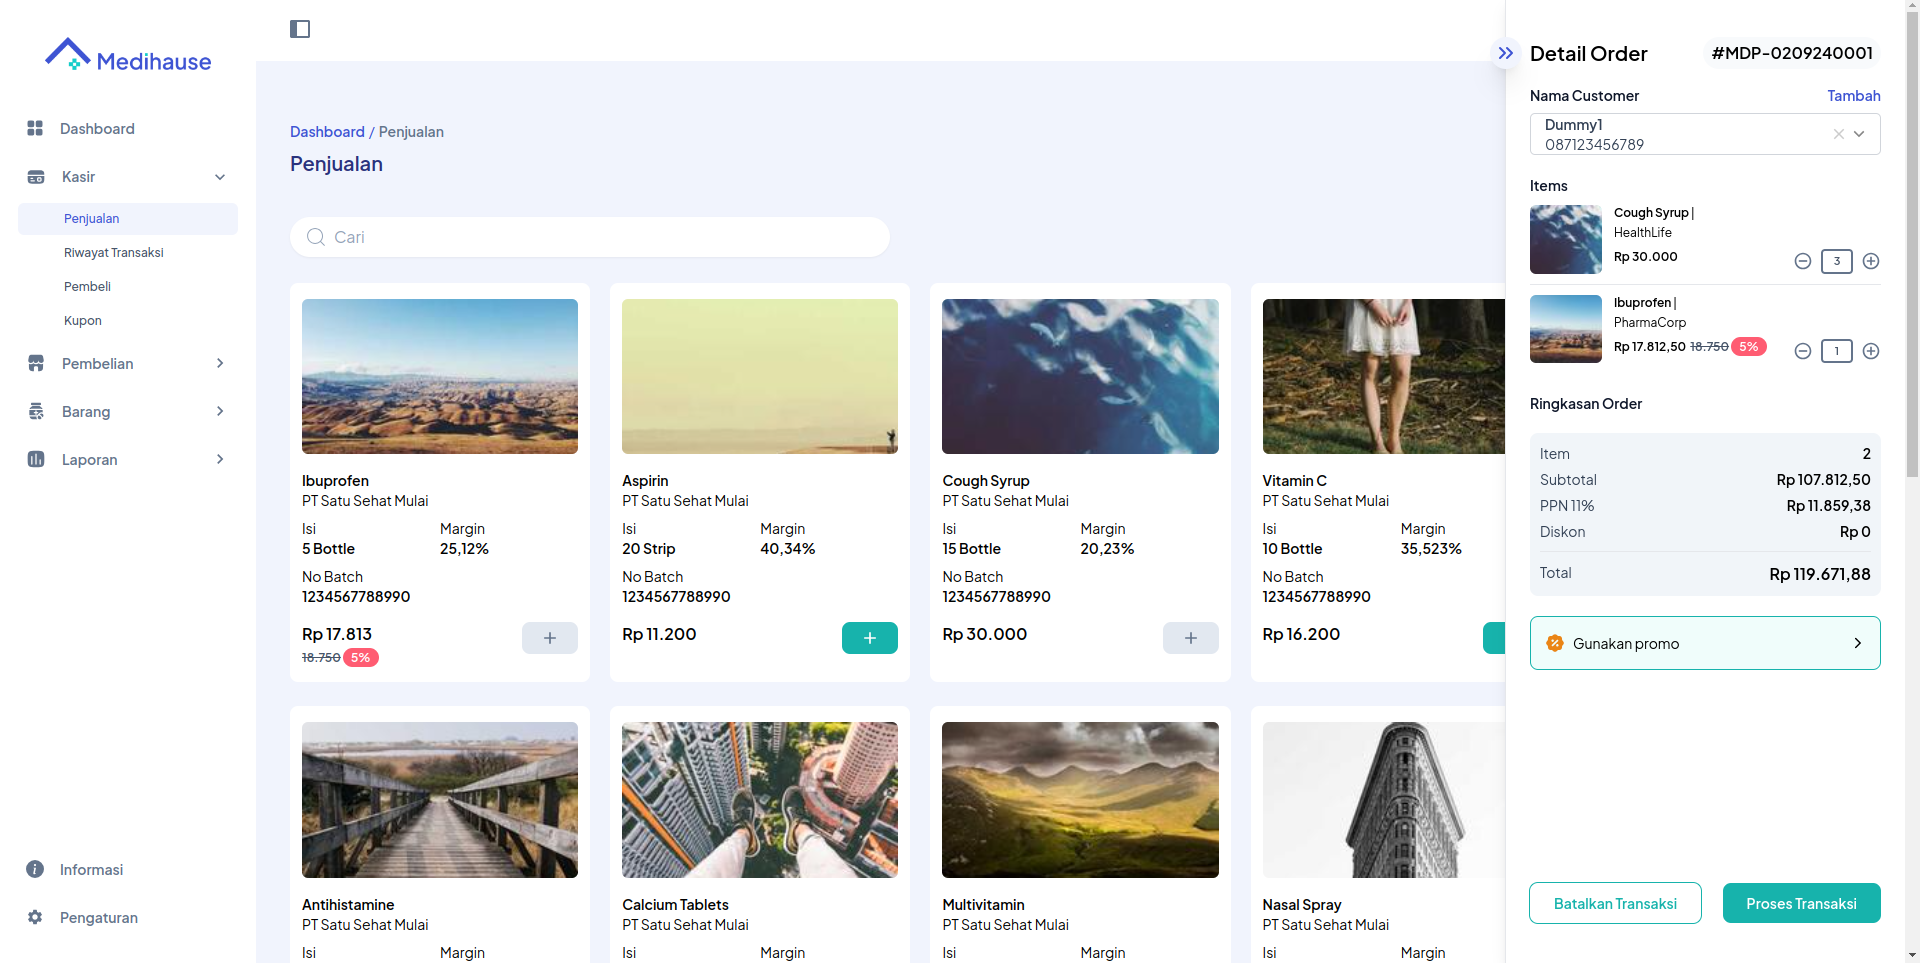 Medihause
Dashboard
Kasir
Penjualan
Riwayat Transaksi
Pembeli
Kupon
Pembelian
Barang
Laporan
Informasi
Pengaturan
Dashboard / Penjualan
Penjualan
Cari
Ibuprofen
PT Satu Sehat Mulai
Isi Margin
5 Bottle 25,12%
No Batch
1234567788990
Rp 17.813
18.750 5%
Aspirin
PT Satu Sehat Mulai
Isi Margin
20 Strip 40,34%
No Batch
1234567788990
Rp 11.200
Cough Syrup
PT Satu Sehat Mulai
Isi Margin
15 Bottle 20,23%
No Batch
1234567788990
Rp 30.000
Vitamin C
PT Satu Sehat Mulai
Isi Margin
10 Bottle 35,523%
No Batch
1234567788990
Rp 16.200
Antihistamine
PT Satu Sehat Mulai
Isi Margin
Calcium Tablets
PT Satu Sehat Mulai
Isi Margin
Multivitamin
PT Satu Sehat Mulai
Isi Margin
Nasal Spray
PT Satu Sehat Mulai
Isi Margin
Detail Order #MDP-0209240001
Nama Customer Tambah
Dummy1
087123456789
Items
Cough Syrup |
HealthLife
Rp 30.000
3
Ibuprofen |
PharmaCorp
Rp 17.812,50 18.750 5%
1
Ringkasan Order
Item 2
Subtotal Rp 107.812,50
PPN 11% Rp 11.859,38
Diskon Rp 0
Total Rp 119.671,88
Gunakan promo
Batalkan Transaksi Proses Transaksi